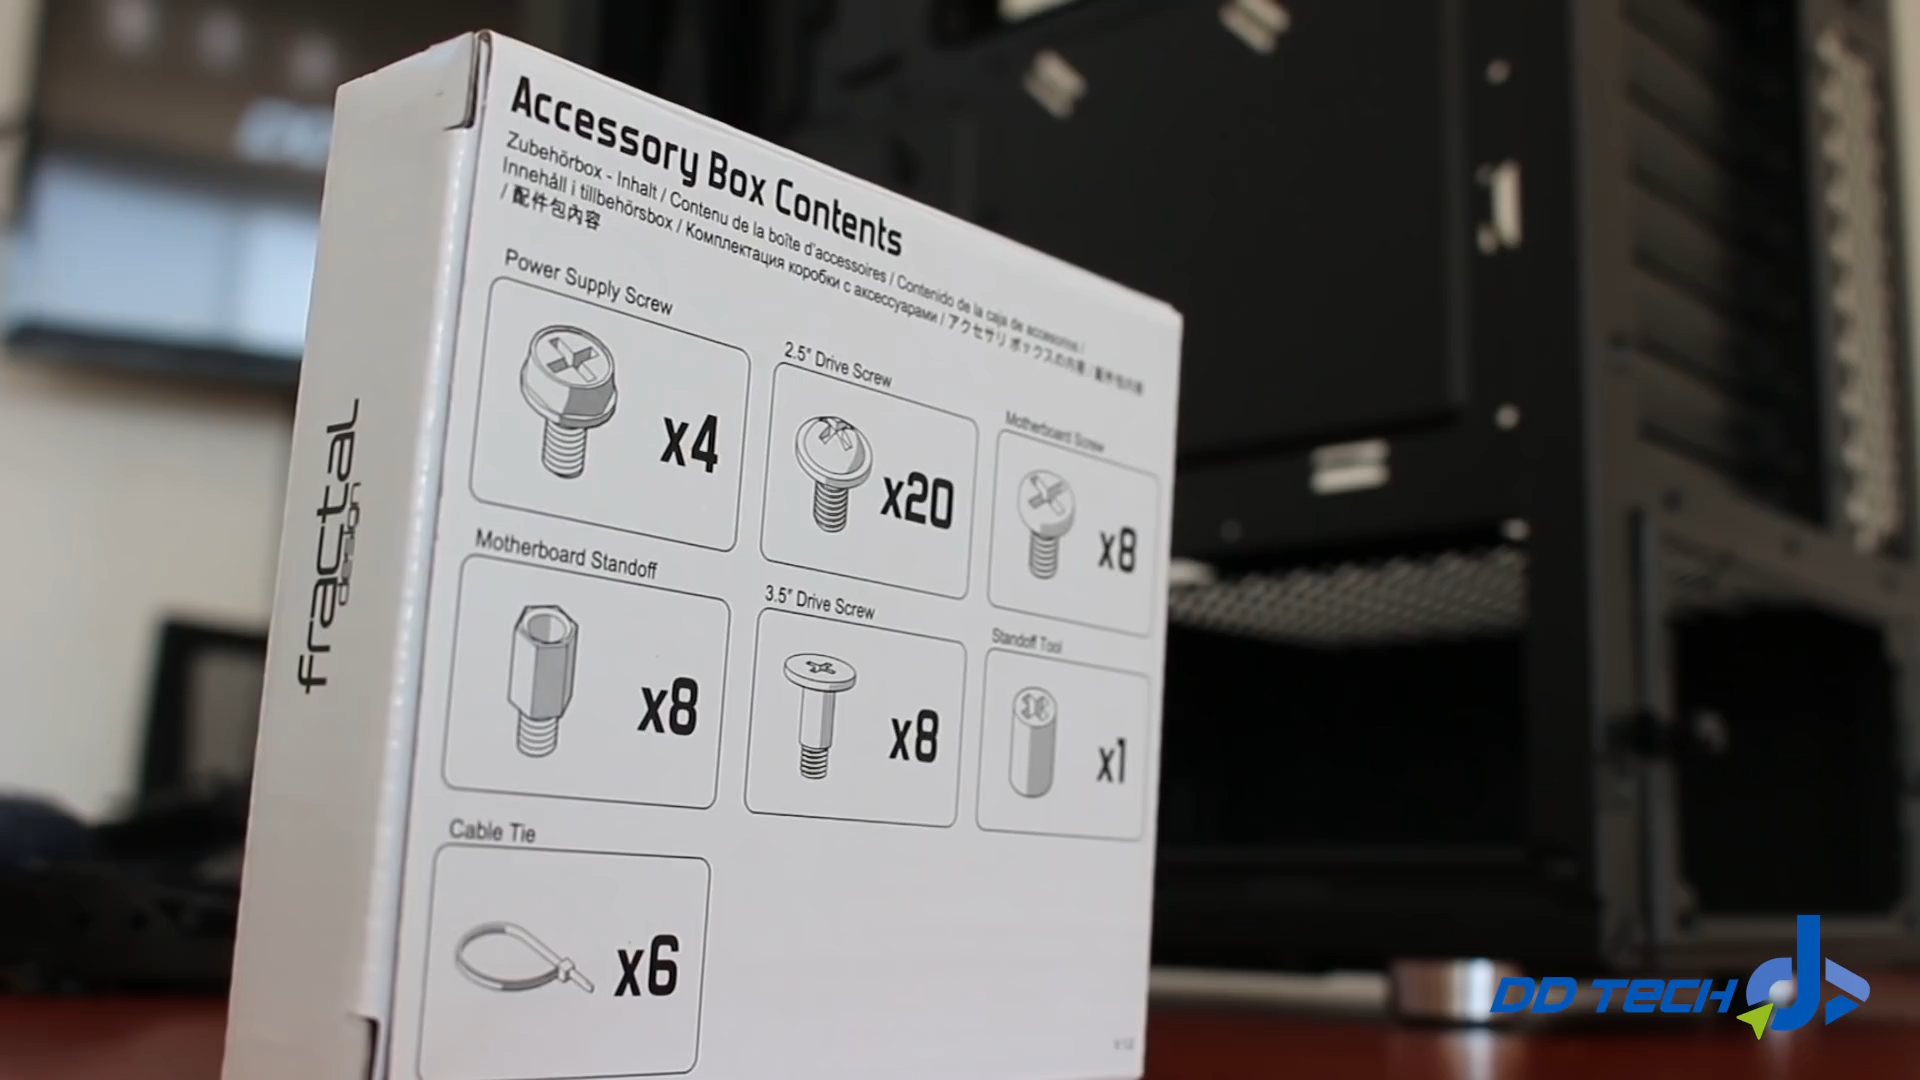 Accessory Box Contents
Zubehörbox - Inhalt / Contenu de la boîte d'accessoires / Contenido de la caja de accesorios /
Innehåll i tillbehörsbox / Комплектация коробки с аксессуарами / アクセサリ ボックスの内容 /
/ 配件包內容
Power Supply Screw
x4
2.5" Drive Screw
x20
Motherboard Screw
x8
Motherboard Standoff
x8
3.5" Drive Screw
x8
Standoff Tool
x1
Cable Tie
x6
fractal
design
DD TECH